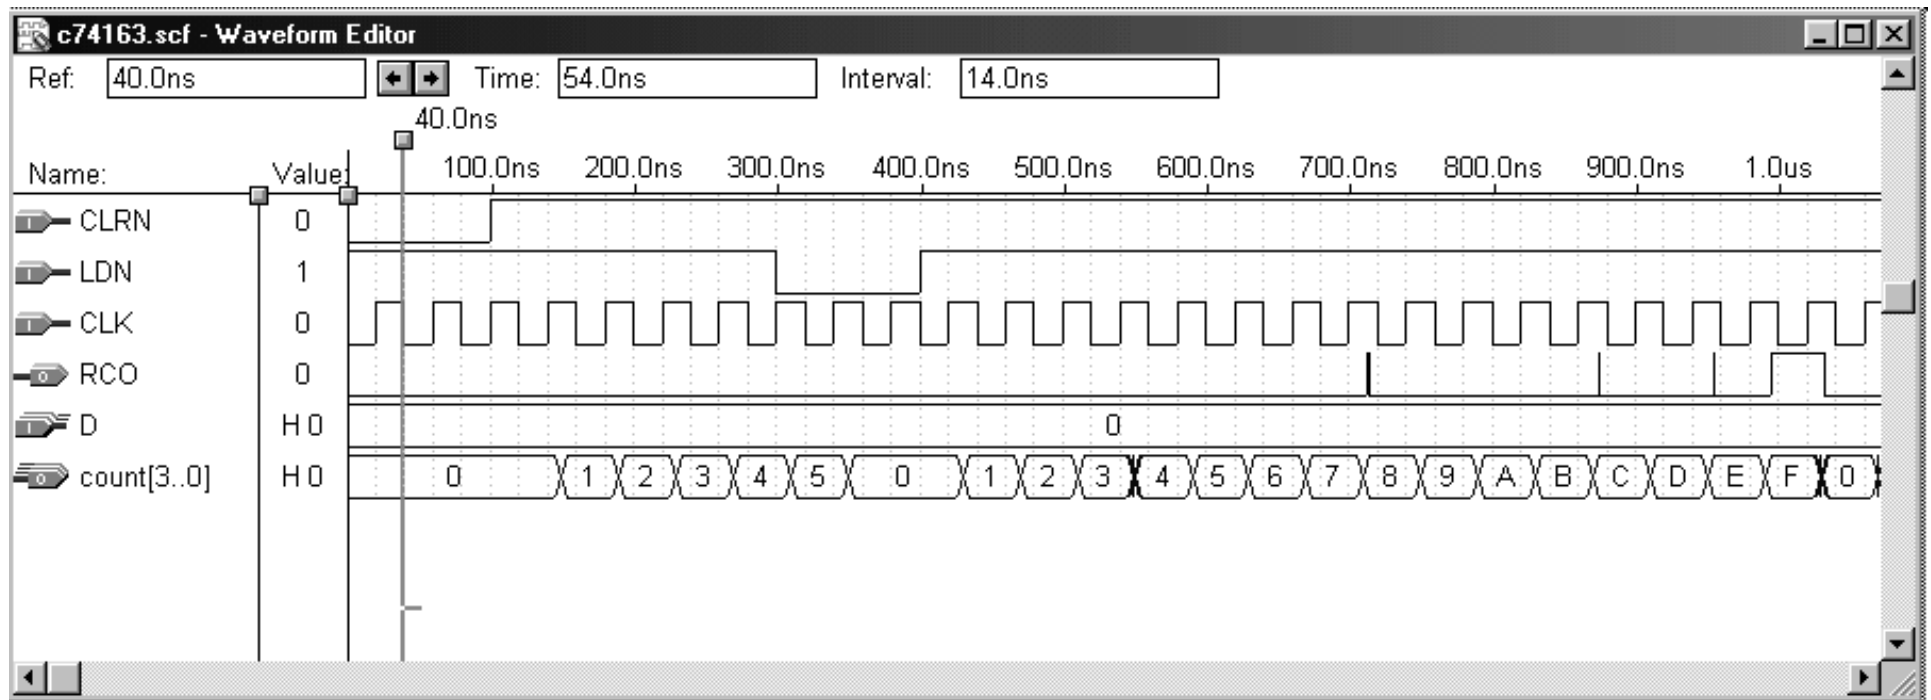 c74163.scf - Waveform Editor
Ref: 40.0ns Time: 54.0ns Interval: 14.0ns
40.0ns
Name: Value: 100.0ns 200.0ns 300.0ns 400.0ns 500.0ns 600.0ns 700.0ns 800.0ns 900.0ns 1.0us
I CLRN 0
I LDN 1
I CLK 0
O RCO 0
I D H 0 0
O count[3..0] H 0 0 1 2 3 4 5 0 1 2 3 4 5 6 7 8 9 A B C D E F 0